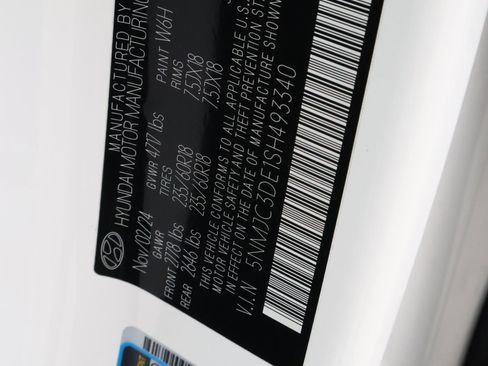 MANUFACTURED BY
HYUNDAI MOTOR MANUFACTURING
Nov/02/24
GVWR 4717 lbs
PAINT W6H
GAWR
TIRES
RIMS
FRONT 2778 lbs 235/60R18 7.5JX18
REAR 2646 lbs 235/60R18 7.5JX18
THIS VEHICLE CONFORMS TO ALL APPLICABLE U.S.
MOTOR VEHICLE SAFETY AND THEFT PREVENTION ST
EFFECT ON THE DATE OF MANUFACTURE SHOWN
V.I.N 5NMJC3DE1SH493340